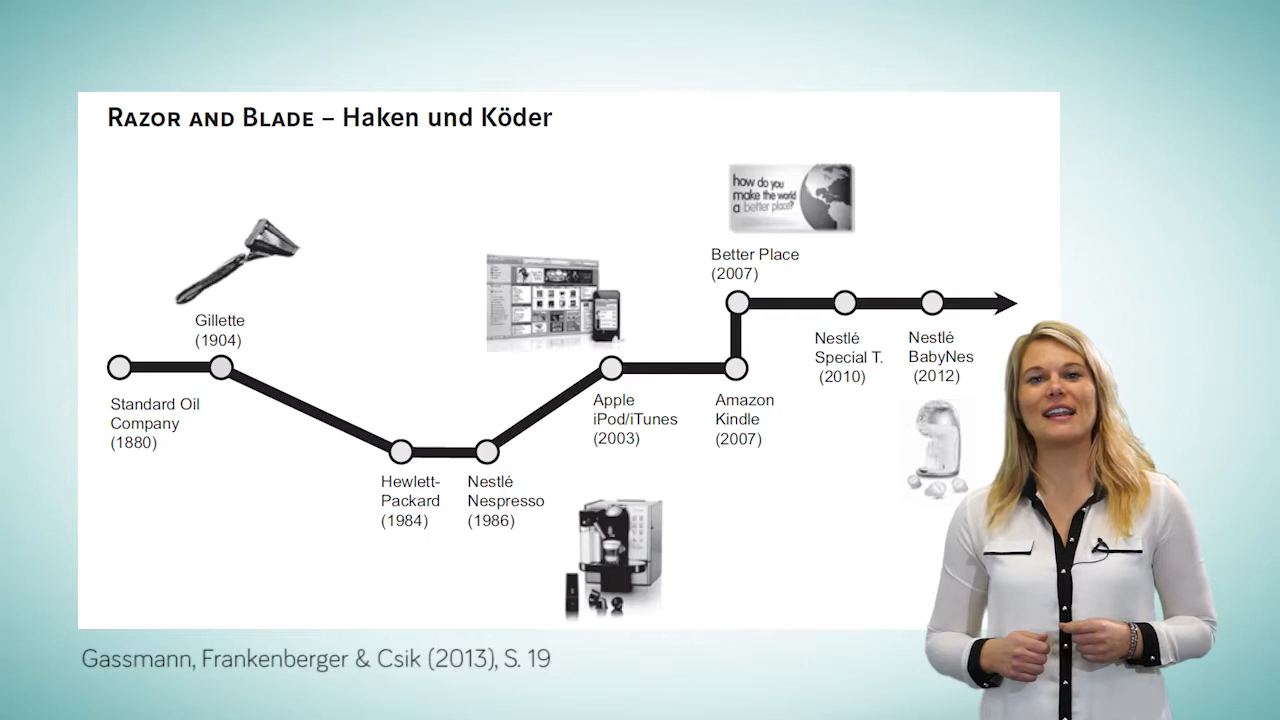 RAZOR AND BLADE – Haken und Köder
how do you
make the world
a better place?
Better Place
(2007)
Gillette
(1904)
Nestlé
Special T.
(2010)
Nestlé
BabyNes
(2012)
Standard Oil
Company
(1880)
Apple
iPod/iTunes
(2003)
Amazon
Kindle
(2007)
Hewlett-
Packard
(1984)
Nestlé
Nespresso
(1986)
Gassmann, Frankenberger & Csik (2013), S. 19